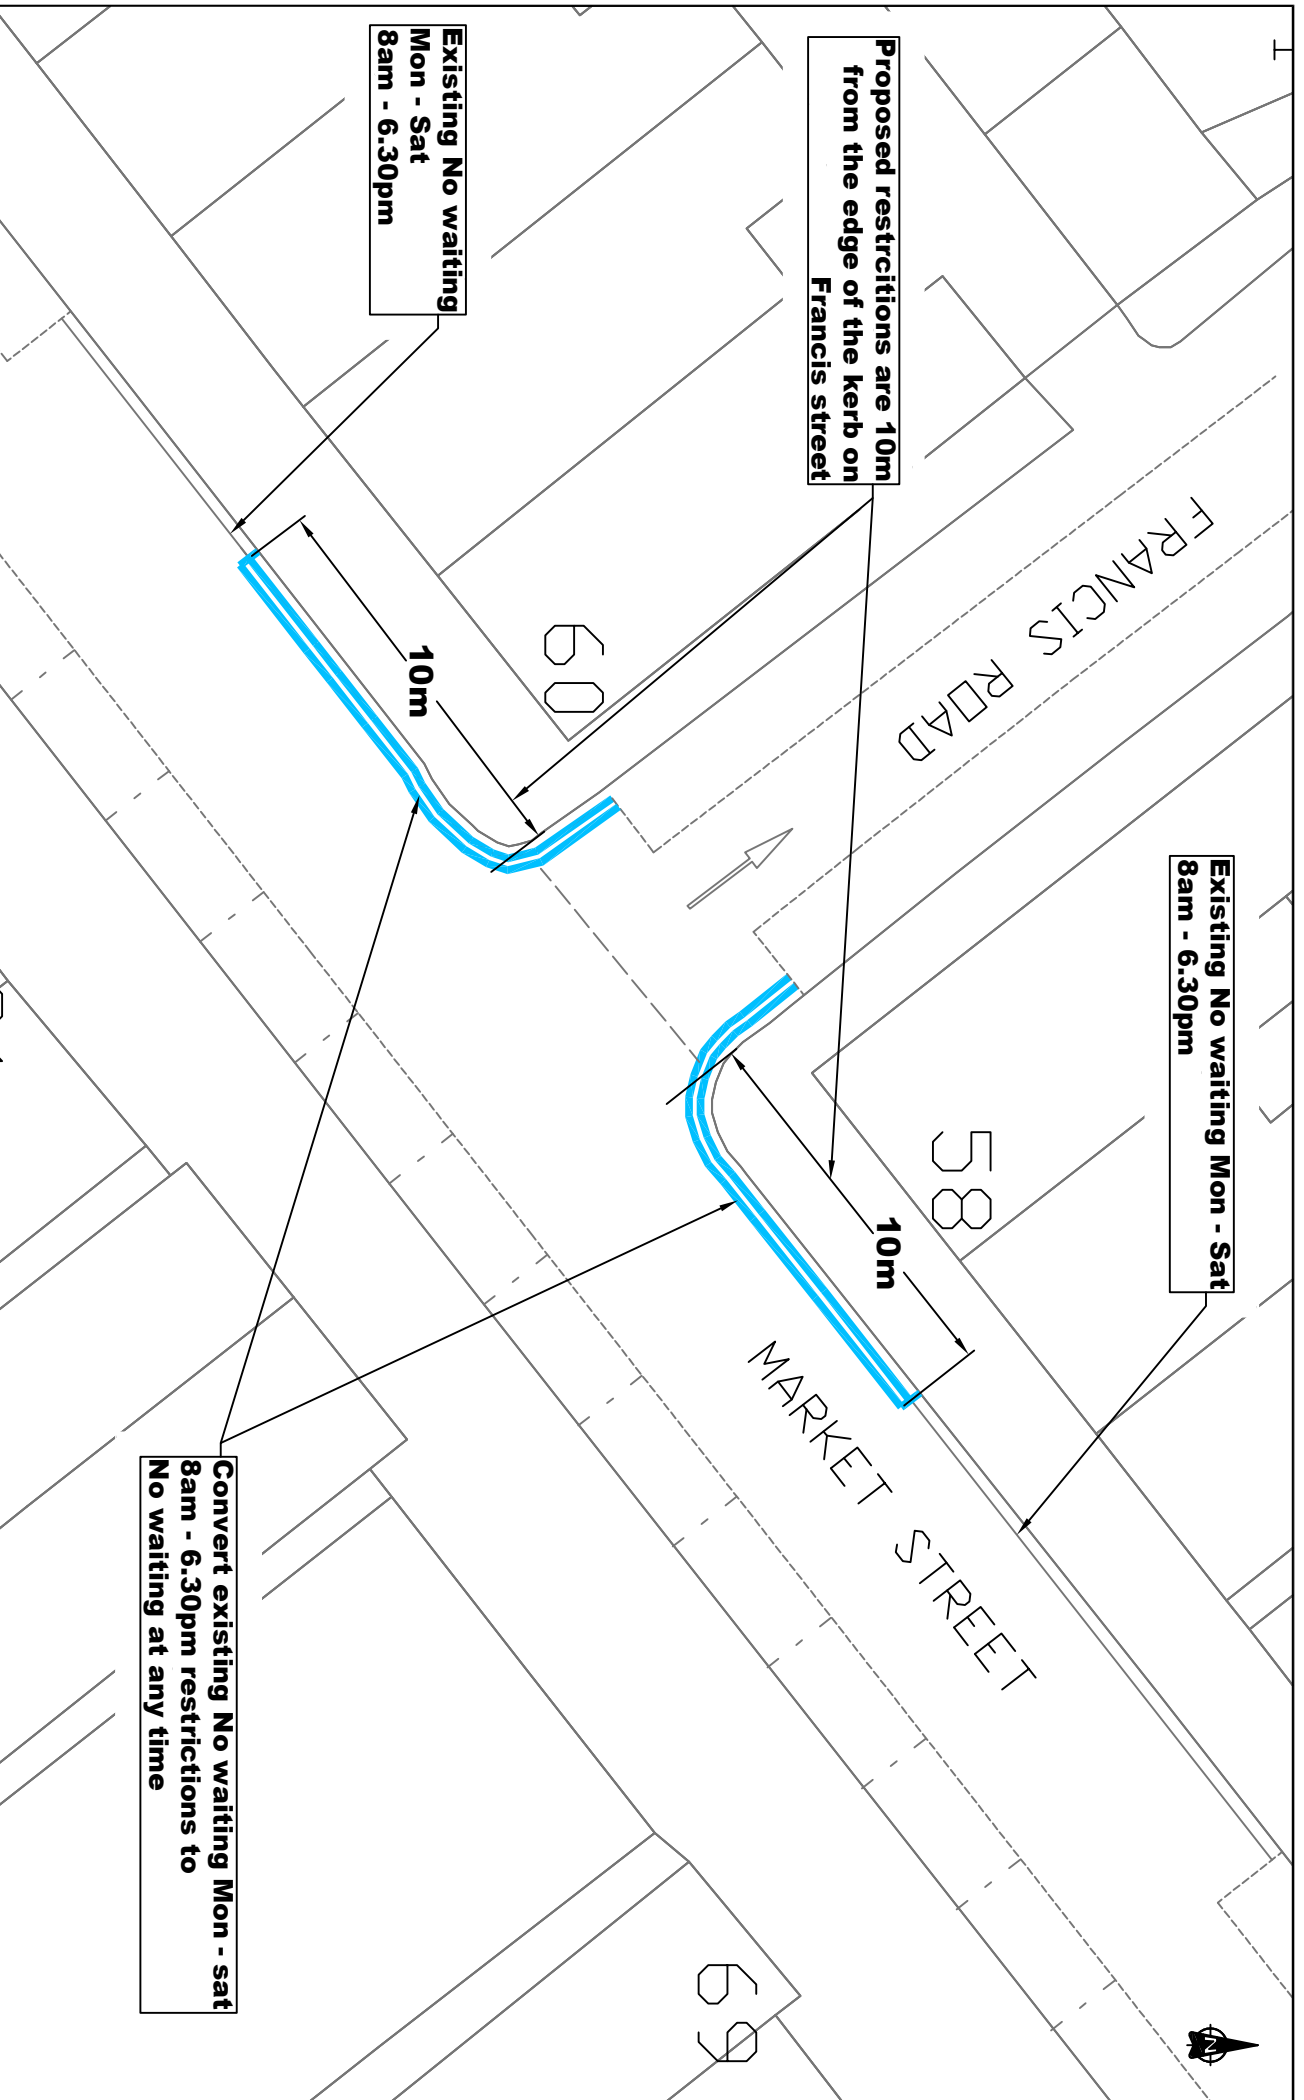 Existing No waiting Mon - Sat
8am - 6.30pm
Proposed restrcitions are 10m
from the edge of the kerb on
Francis street
FRANCIS ROAD
58
10m
MARKET STREET
69
60
10m
Existing No waiting
Mon - Sat
8am - 6.30pm
Convert existing No waiting Mon - sat
8am - 6.30pm restrictions to
No waiting at any time
N